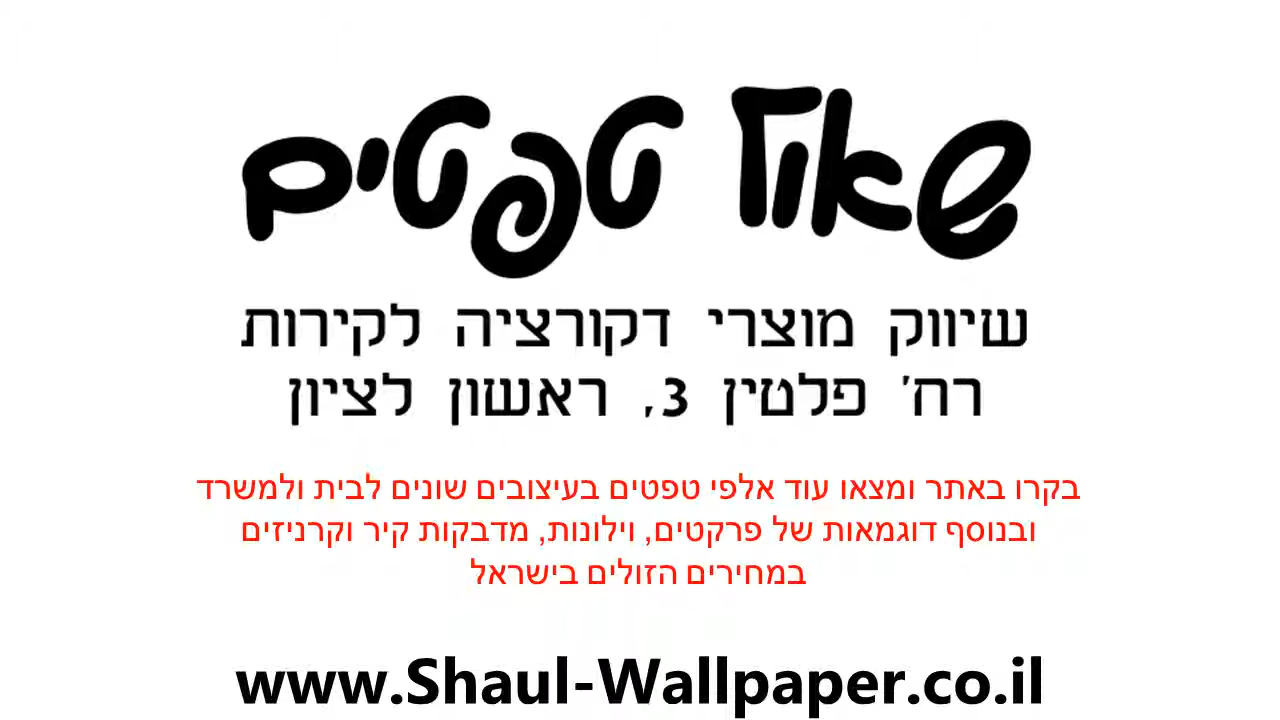 שאול טפטים
שיווק מוצרי דקורציה לקירות
רח' פלטין 3, ראשון לציון
בקרו באתר ומצאו עוד אלפי טפטים בעיצובים שונים לבית ולמשרד
ובנוסף דוגמאות של פרקטים, וילונות, מדבקות קיר וקרניזים
במחירים הזולים בישראל
www.Shaul-Wallpaper.co.il